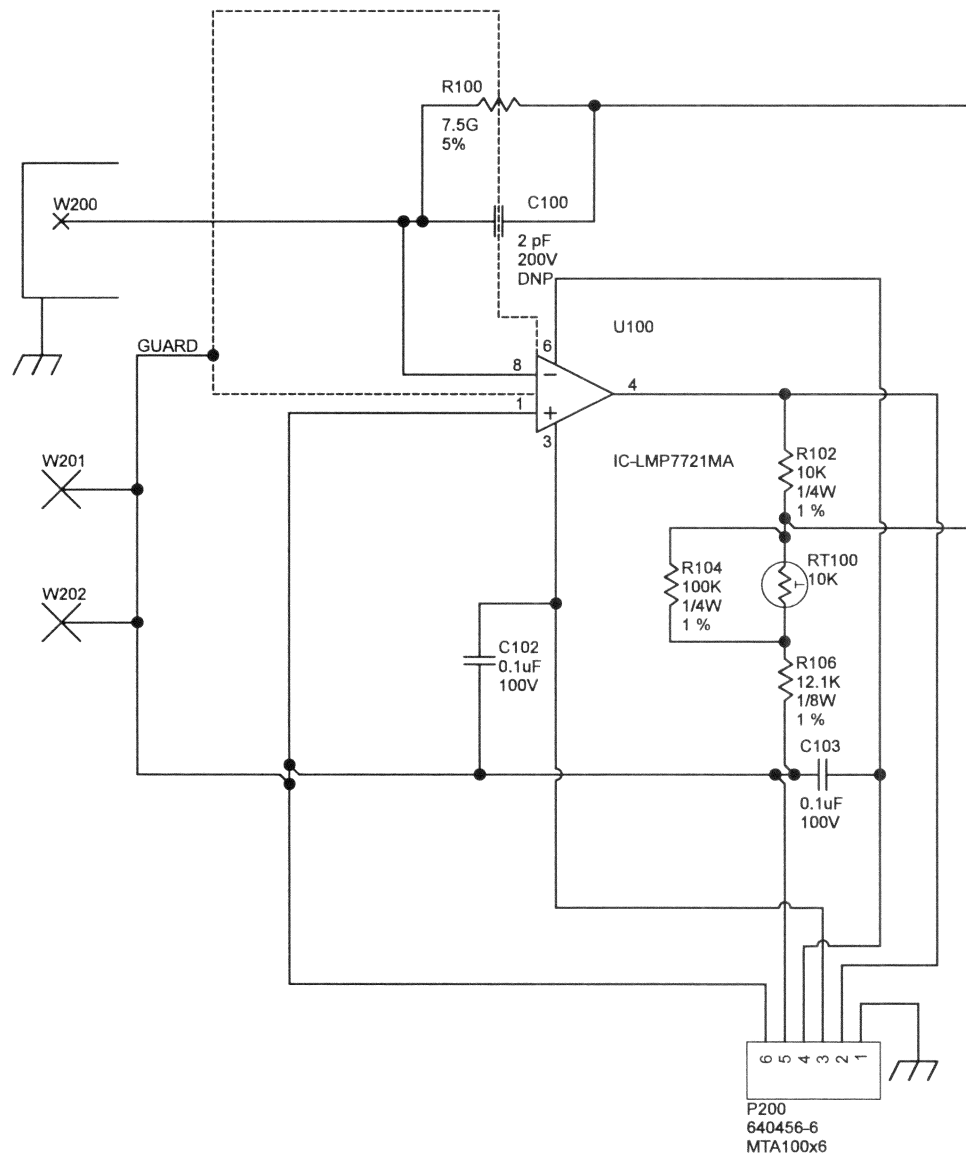 R100
7.5G
5%
W200
C100
2 pF
200V
DNP
U100
GUARD
6
8
−
4
1
+
3
IC-LMP7721MA
W201
R102
10K
1/4W
1 %
RT100
10K
T
R104
100K
1/4W
1 %
W202
C102
0.1uF
100V
R106
12.1K
1/8W
1 %
C103
0.1uF
100V
6 5 4 3 2 1
P200
640456-6
MTA100x6